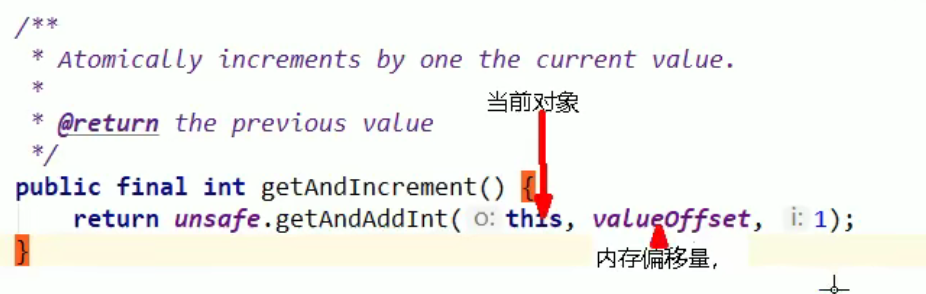 /**
* Atomically increments by one the current value.
*
* @return the previous value
*/
当前对象
public final int getAndIncrement() {
return unsafe.getAndAddInt( o: this, valueOffset, i: 1);
}
内存偏移量，